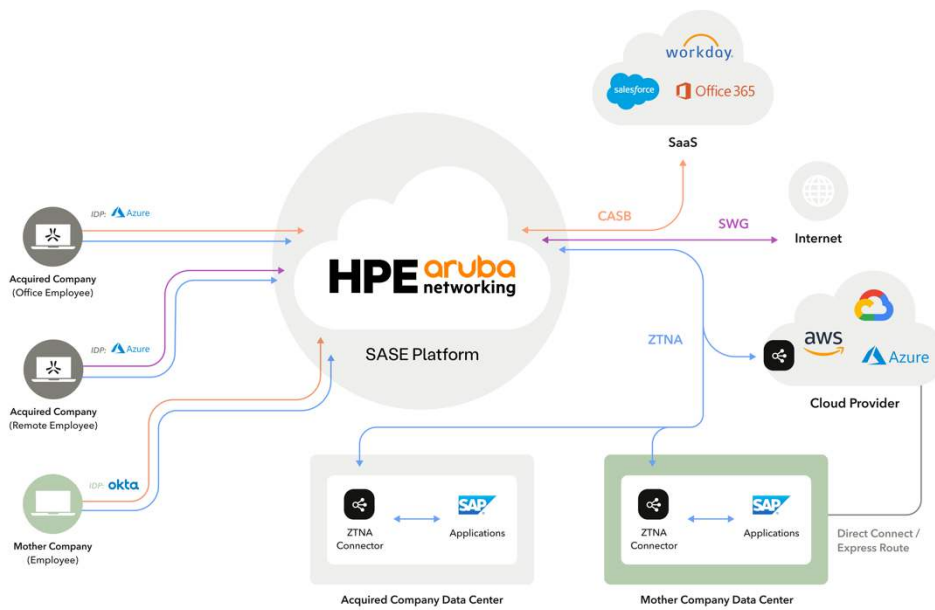 workday.
salesforce
Office 365
SaaS
IDP: Azure
CASB
SWG
Internet
Acquired Company
(Office Employee)
HPE aruba
networking
SASE Platform
ZTNA
aws
Azure
Cloud Provider
IDP: Azure
Acquired Company
(Remote Employee)
IDP: okta
Mother Company
(Employee)
ZTNA
Connector
SAP
Applications
Acquired Company Data Center
ZTNA
Connector
SAP
Applications
Mother Company Data Center
Direct Connect /
Express Route